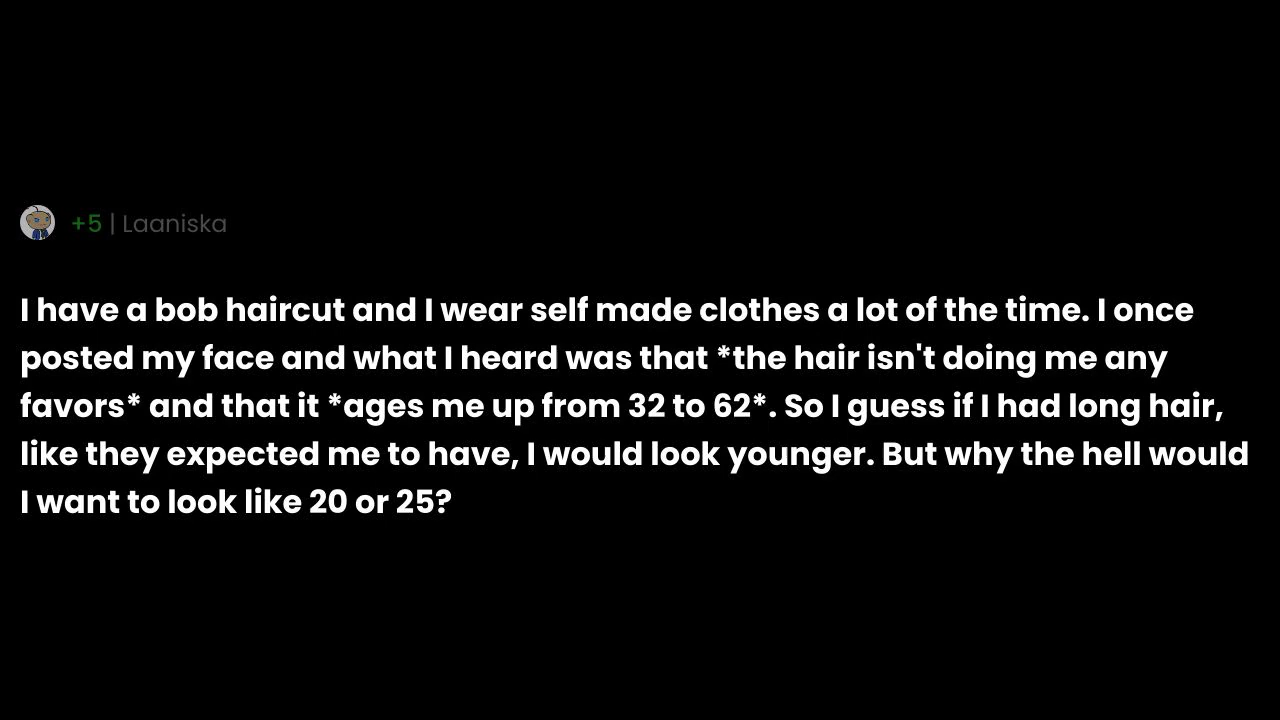 +5 | Laaniska
I have a bob haircut and I wear self made clothes a lot of the time. I once
posted my face and what I heard was that *the hair isn't doing me any
favors* and that it *ages me up from 32 to 62*. So I guess if I had long hair,
like they expected me to have, I would look younger. But why the hell would
I want to look like 20 or 25?